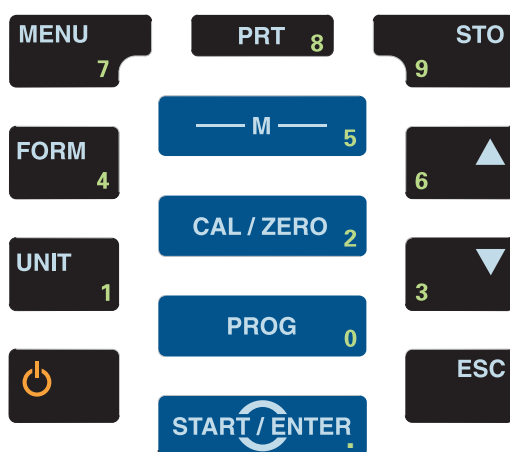 MENU 7
PRT 8
STO 9
FORM 4
M 5
6
UNIT 1
CAL / ZERO 2
3
PROG 0
ESC
START / ENTER .